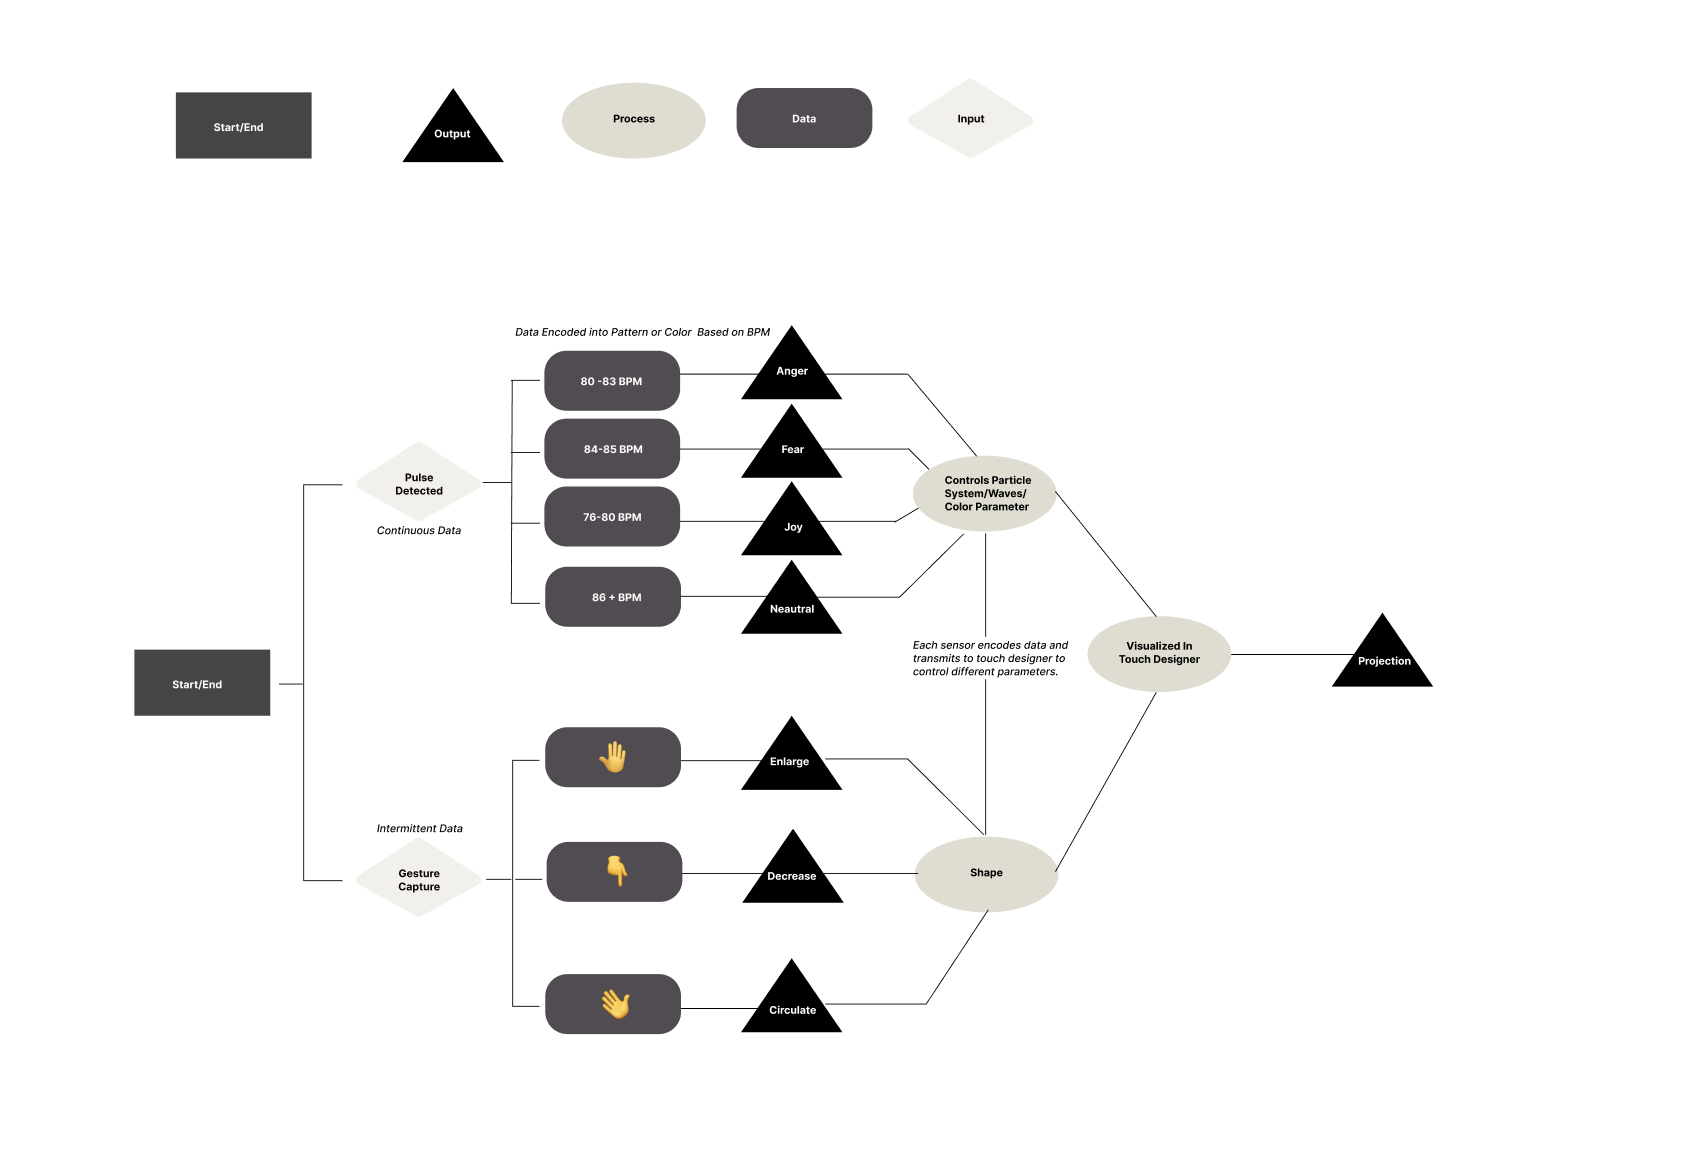 Start/End
Output
Process
Data
Input
Data Encoded into Pattern or Color  Based on BPM
80 -83 BPM
Anger
84-85 BPM
Fear
Pulse
Detected
Continuous Data
76-80 BPM
Joy
86 + BPM
Neautral
Controls Particle
System/Waves/
Color Parameter
Each sensor encodes data and
transmits to touch designer to
control different parameters.
Visualized In
Touch Designer
Projection
Start/End
Enlarge
Intermittent Data
Gesture
Capture
Decrease
Shape
Circulate